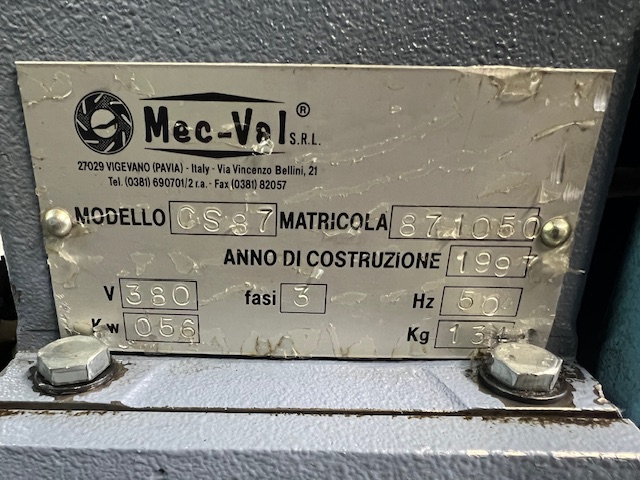 Mec-Val® S.R.L.
27029 VIGEVANO (PAVIA) - Italy - Via Vincenzo Bellini, 21
Tel. (0381) 690701/2 r.a. - Fax (0381) 82057
MODELLO CS87 MATRICOLA 871050
ANNO DI COSTRUZIONE 1997
V 380 fasi 3 Hz 50
Kw 056 Kg